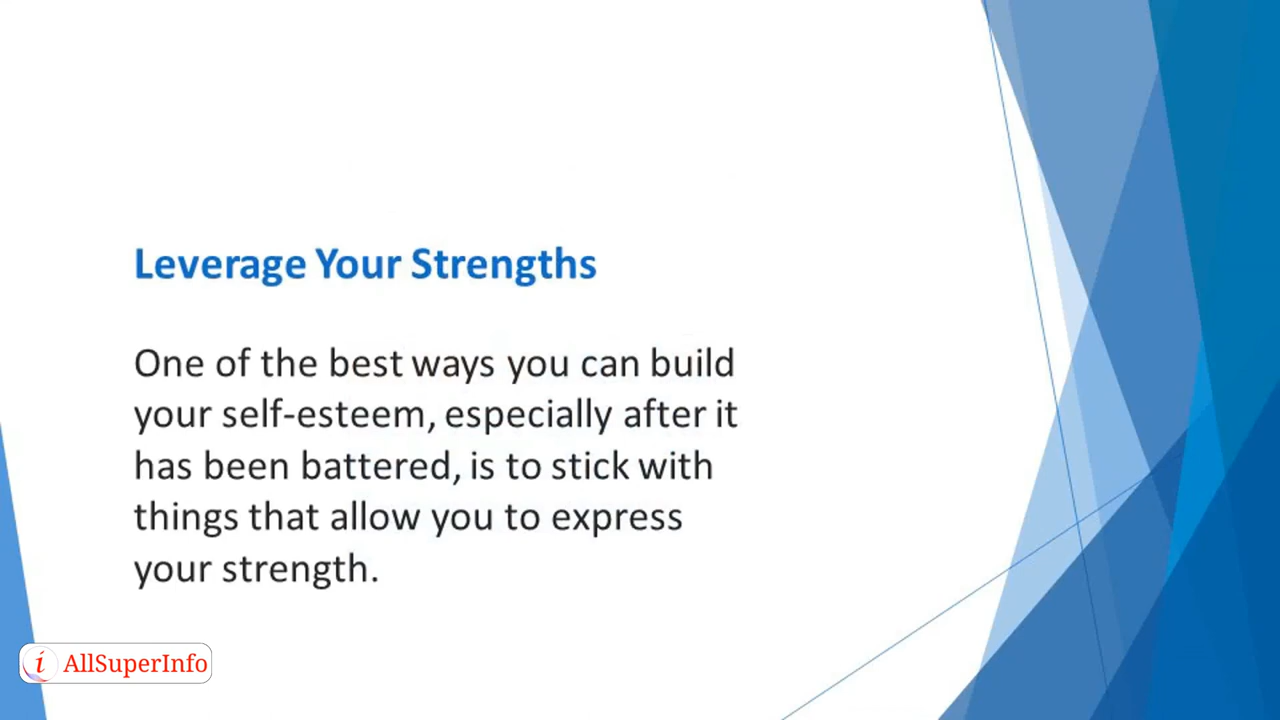 Leverage Your Strengths
One of the best ways you can build
your self-esteem, especially after it
has been battered, is to stick with
things that allow you to express
your strength.
i AllSuperInfo